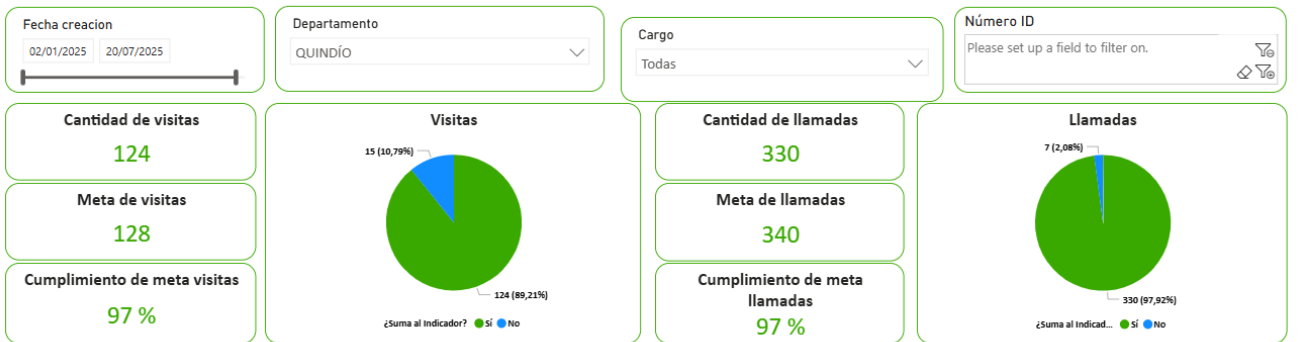 Fecha creacion
02/01/2025 20/07/2025
Departamento
QUINDÍO
Cargo
Todas
Número ID
Please set up a field to filter on.
Cantidad de visitas
124
Meta de visitas
128
Cumplimiento de meta visitas
97 %
Visitas
15 (10,79%)
124 (89,21%)
¿Suma al Indicador? Sí No
Cantidad de llamadas
330
Meta de llamadas
340
Cumplimiento de meta
llamadas
97 %
Llamadas
7 (2,08%)
330 (97,92%)
¿Suma al Indicad... Sí No